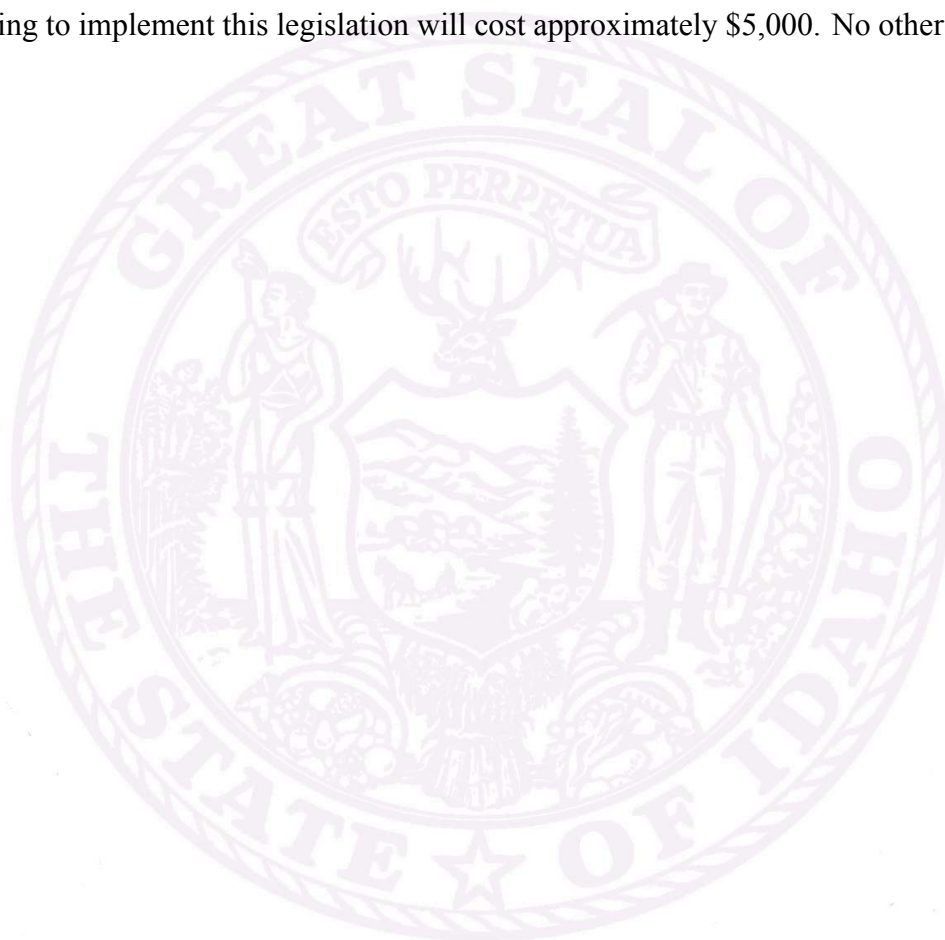 ing to implement this legislation will cost approximately $5,000. No other
GREAT SEAL OF
ESTO PERPETUA
THE STATE ★ OF IDAHO